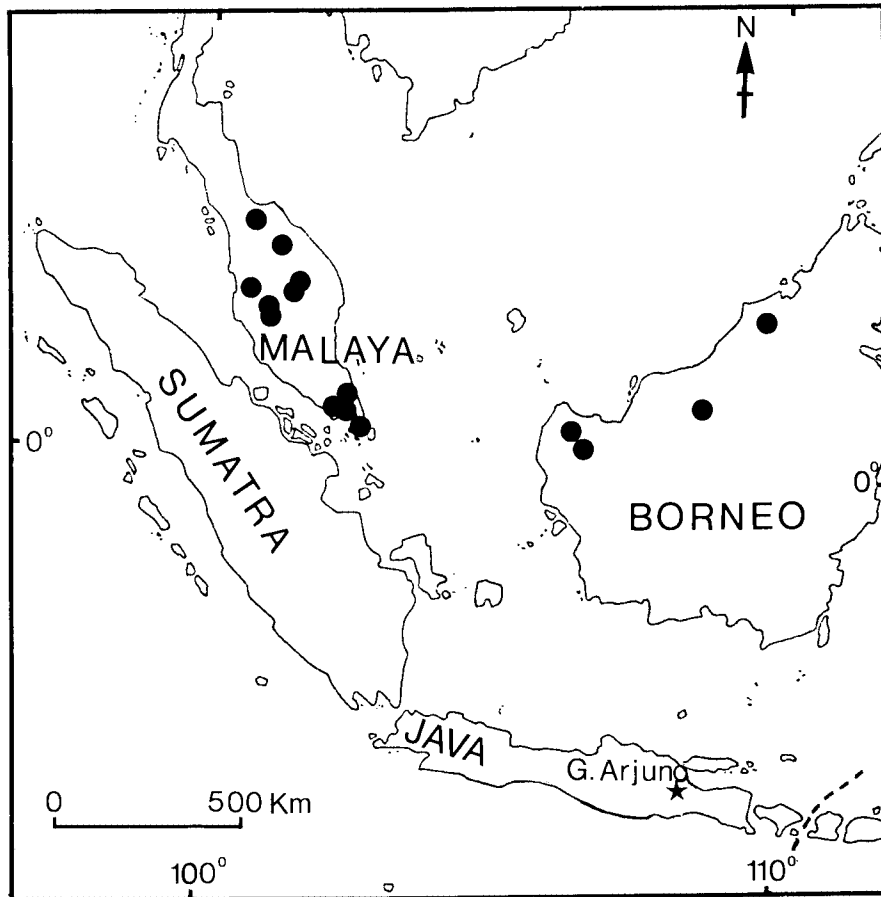 N
MALAYA
SUMATRA
0°
0°
BORNEO
JAVA
G. Arjuno
0 500 Km
100°
110°